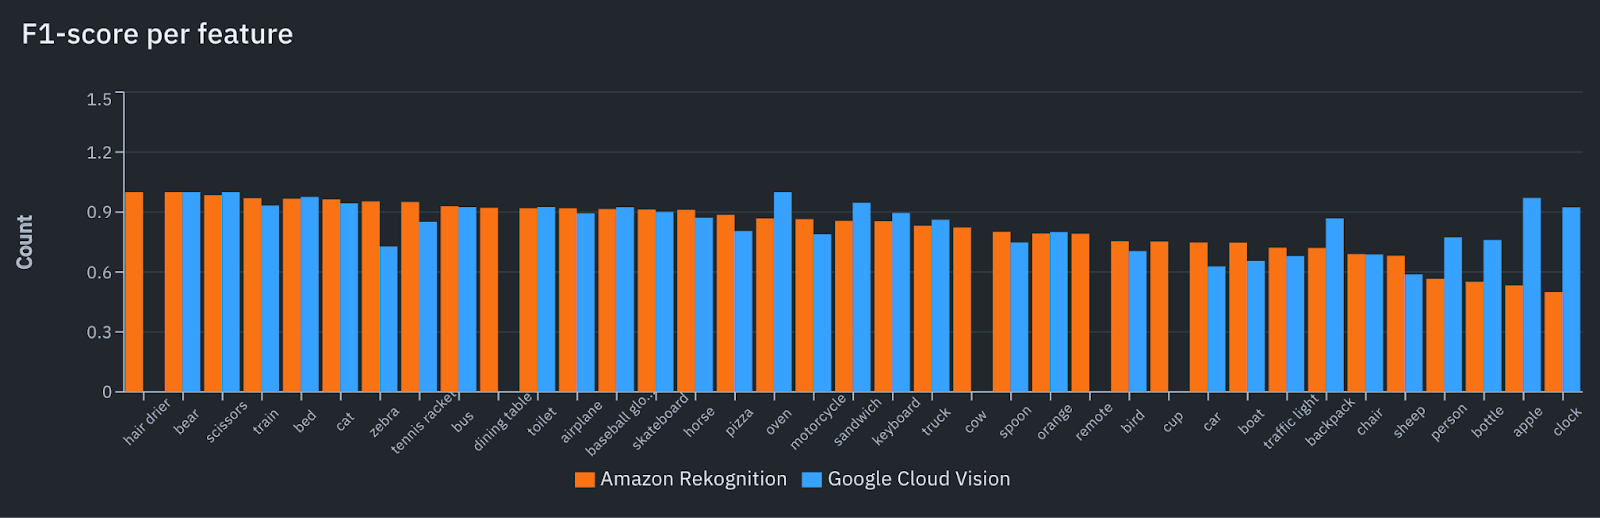 F1-score per feature
Count
1.5
1.2
0.9
0.6
0.3
0
hair drier
bear
scissors
train
bed
cat
zebra
tennis racket
bus
dining table
toilet
airplane
baseball glo...
skateboard
horse
pizza
oven
motorcycle
sandwich
keyboard
truck
cow
spoon
orange
remote
bird
cup
car
boat
traffic light
backpack
chair
sheep
person
bottle
apple
clock
Amazon Rekognition Google Cloud Vision